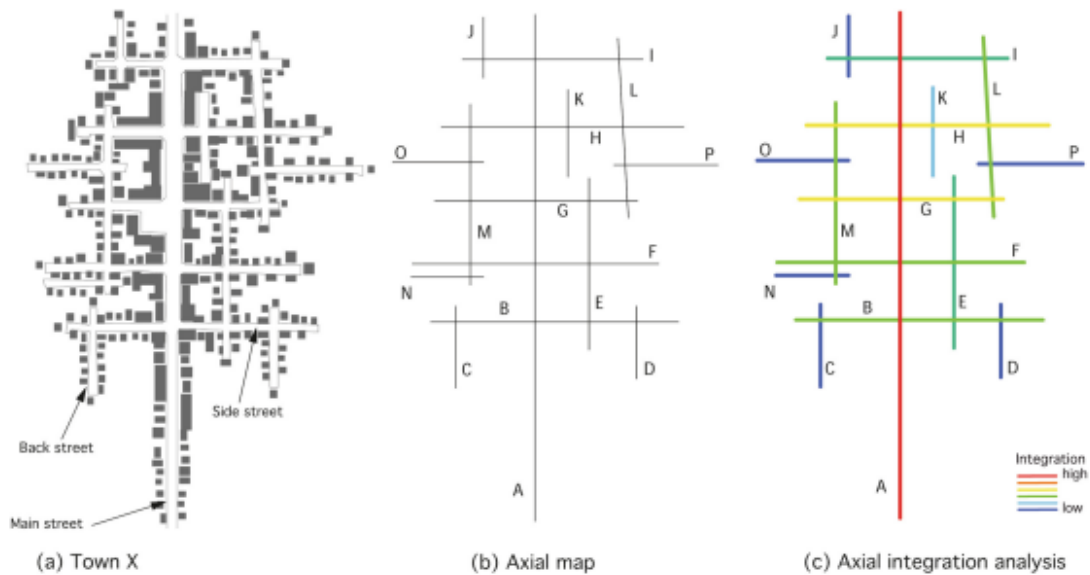 Back street
Side street
Main street
(a) Town X
J
I
L
K
H
O
P
G
M
F
N
B
E
C
D
A
(b) Axial map
J
I
L
K
H
O
P
G
M
F
N
B
E
C
D
A
Integration
high
low
(c) Axial integration analysis